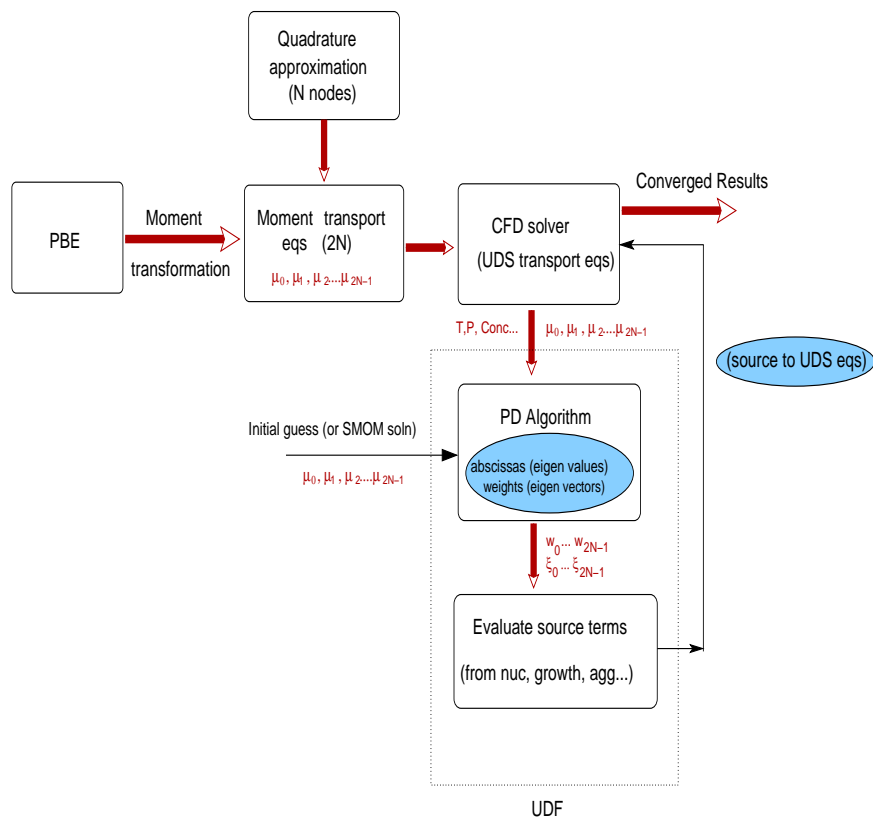 Quadrature
approximation
(N nodes)
PBE
Moment
transformation
Moment transport
eqs (2N)
μ0, μ1, μ2....μ2N−1
CFD solver
(UDS transport eqs)
Converged Results
T,P, Conc...
μ0, μ1, μ2....μ2N−1
(source to UDS eqs)
Initial guess (or SMOM soln)
μ0, μ1, μ2....μ2N−1
PD Algorithm
abscissas (eigen values)
weights (eigen vectors)
w0... w2N−1
ξ0... ξ2N−1
Evaluate source terms
(from nuc, growth, agg...)
UDF